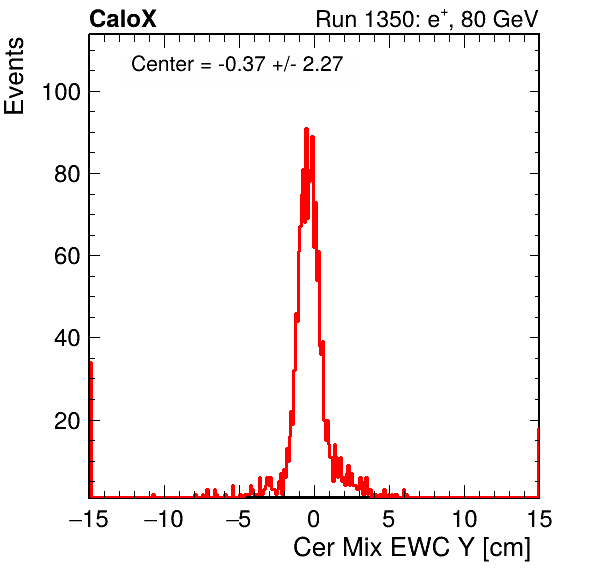 CaloX Run 1350: e⁺, 80 GeV
Center = -0.37 +/- 2.27
Events
100
80
60
40
20
−15 −10 −5 0 5 10 15
Cer Mix EWC Y [cm]